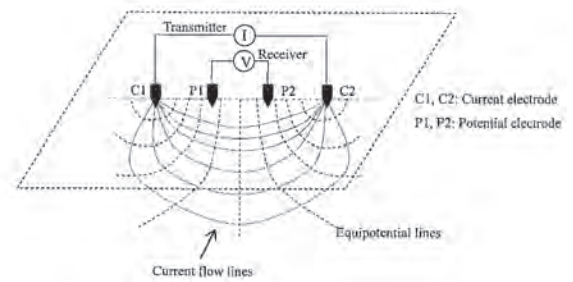 Transmitter
I
V
Receiver
C1
P1
P2
C2
C1, C2: Current electrode
P1, P2: Potential electrode
Equipotential lines
Current flow lines